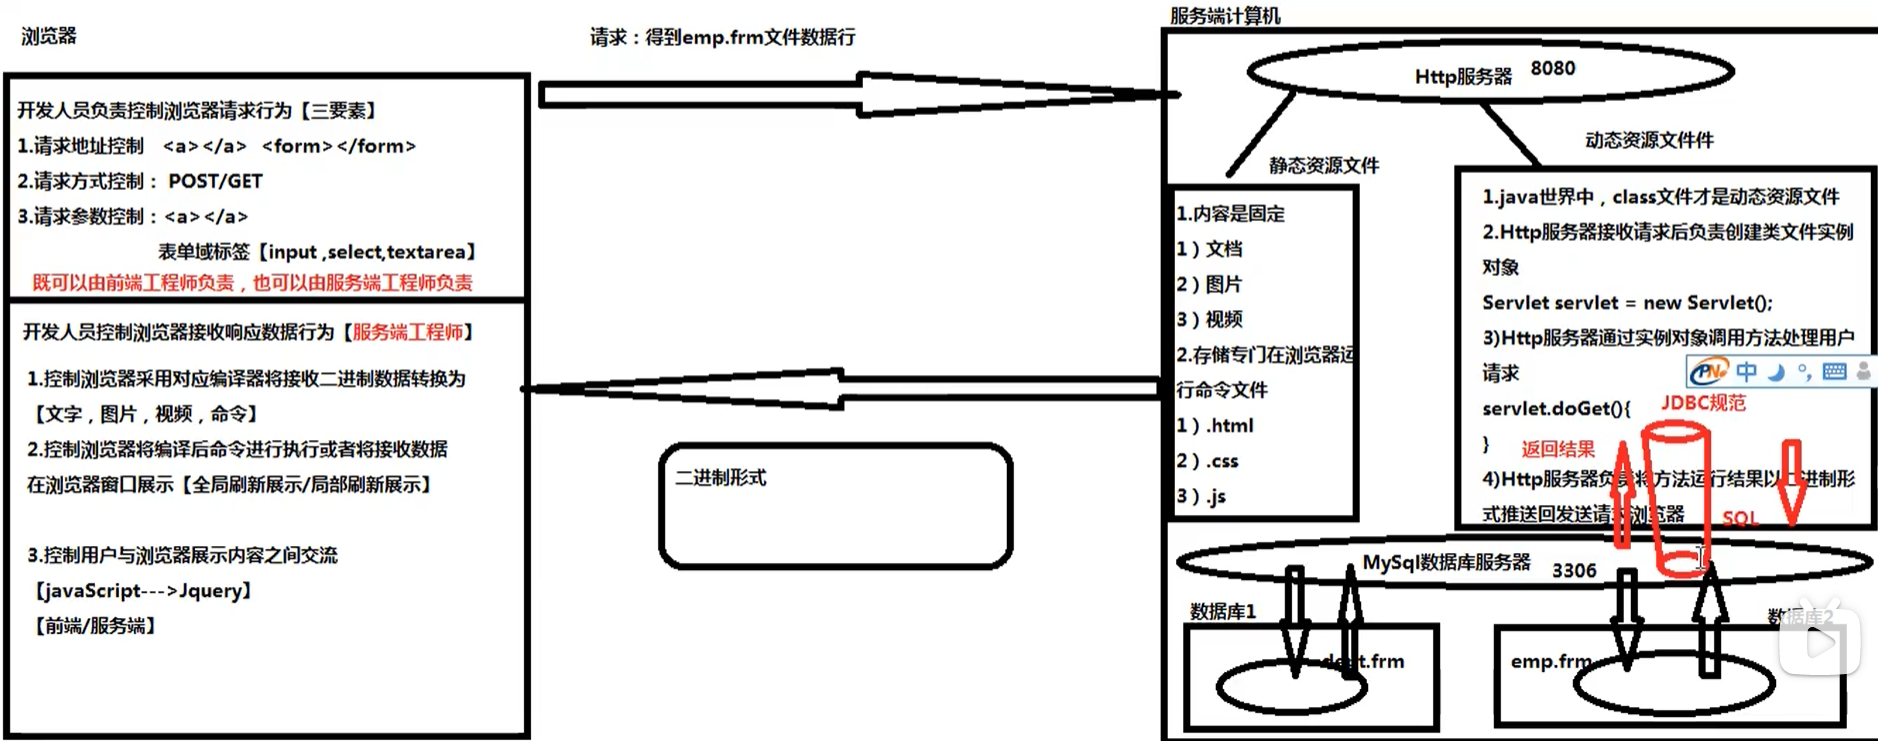 浏览器
开发人员负责控制浏览器请求行为【三要素】
1.请求地址控制 <a></a> <form></form>
2.请求方式控制： POST/GET
3.请求参数控制：<a></a>
表单域标签【input ,select,textarea】
既可以由前端工程师负责，也可以由服务端工程师负责
开发人员控制浏览器接收响应数据行为【服务端工程师】
1.控制浏览器采用对应编译器将接收二进制数据转换为
【文字，图片，视频，命令】
2.控制浏览器将编译后命令进行执行或者将接收数据
在浏览器窗口展示【全局刷新展示/局部刷新展示】
3.控制用户与浏览器展示内容之间交流
【javaScript--->Jquery】
【前端/服务端】
请求：得到emp.frm文件数据行
二进制形式
服务端计算机
Http服务器 8080
静态资源文件
1.内容是固定
1）文档
2）图片
3）视频
2.存储专门在浏览器运
行命令文件
1）.html
2）.css
3）.js
动态资源文件件
1.java世界中，class文件才是动态资源文件
2.Http服务器接收请求后负责创建类文件实例
对象
Servlet servlet = new Servlet();
3)Http服务器通过实例对象调用方法处理用户
请求
中
servlet.doGet(){
JDBC规范
}
返回结果
4)Http服务器负责将方法运行结果以二进制形
式推送回发送请求浏览器
SQL
MySql数据库服务器 3306
数据库1
dept.frm
数据库2
emp.frm